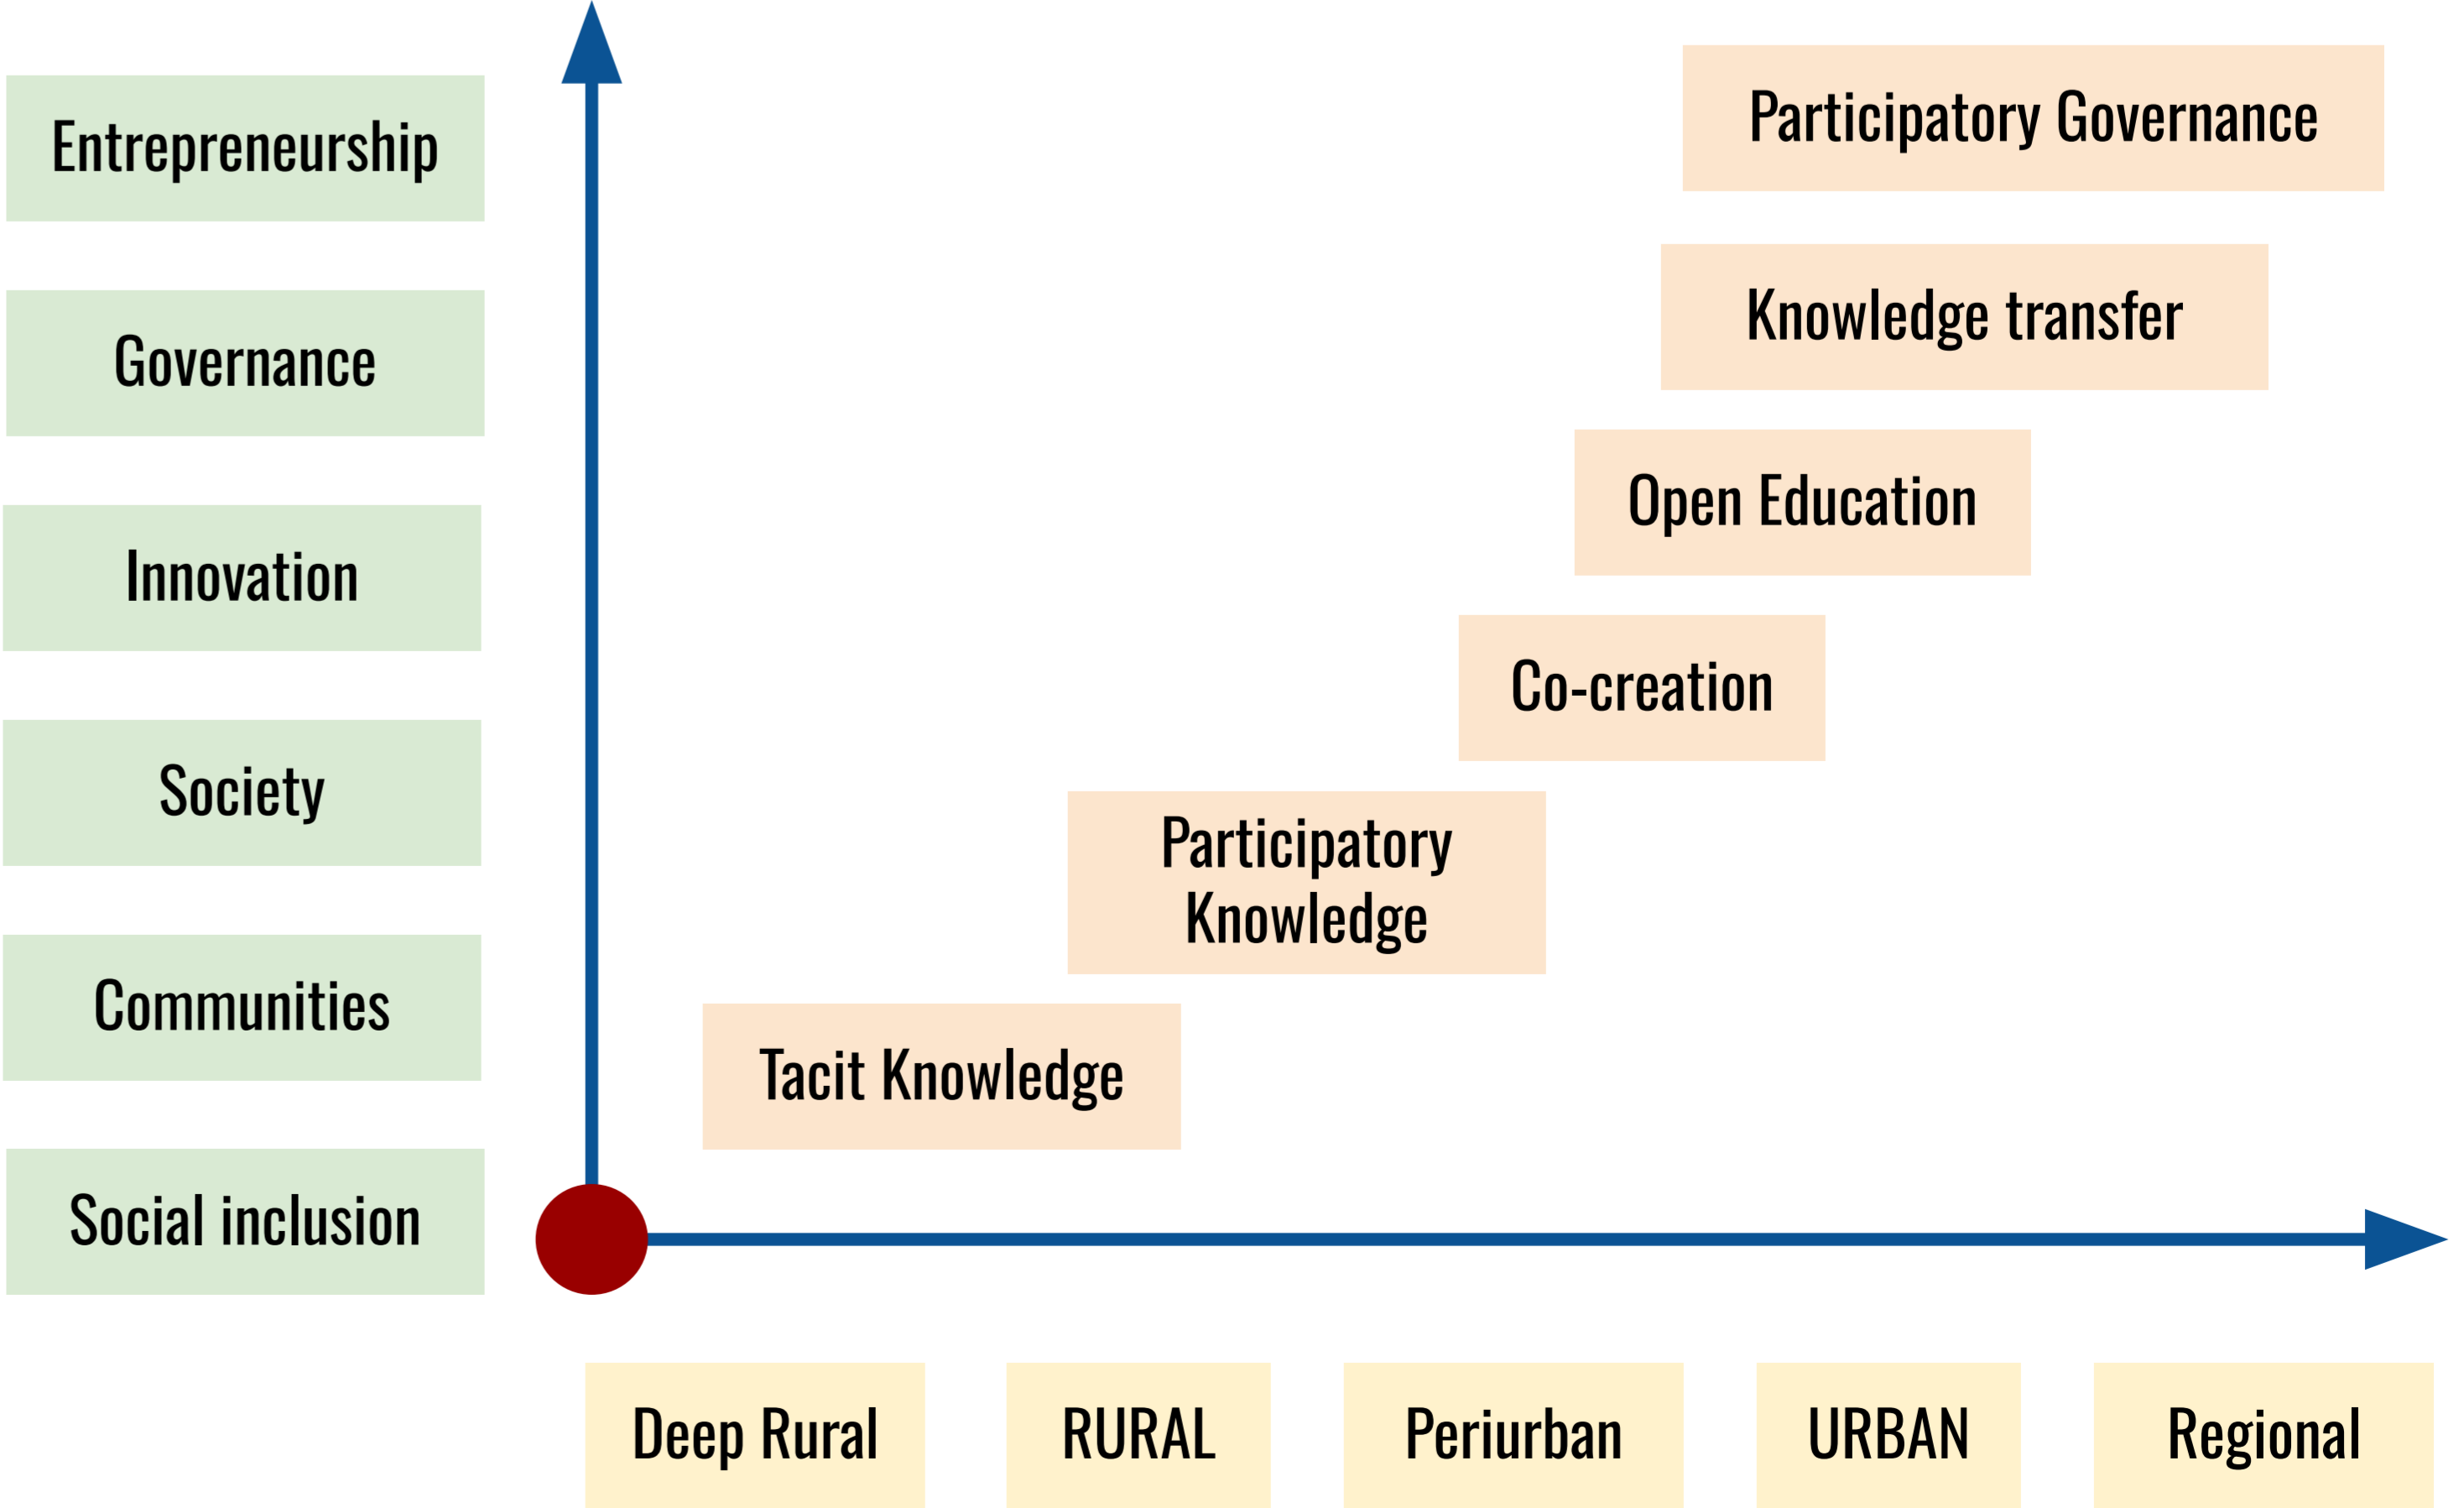 Entrepreneurship
Governance
Innovation
Society
Communities
Social inclusion
Participatory Governance
Knowledge transfer
Open Education
Co-creation
Participatory
Knowledge
Tacit Knowledge
Deep Rural
RURAL
Periurban
URBAN
Regional